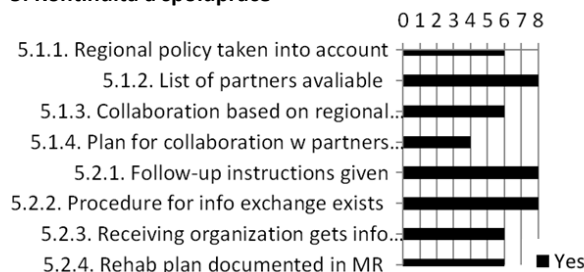 0 1 2 3 4 5 6 7 8
5.1.1. Regional policy taken into account
5.1.2. List of partners avaliable
5.1.3. Collaboration based on regional...
5.1.4. Plan for collaboration w partners...
5.2.1. Follow-up instructions given
5.2.2. Procedure for info exchange exists
5.2.3. Receiving organization gets info...
5.2.4. Rehab plan documented in MR
Yes